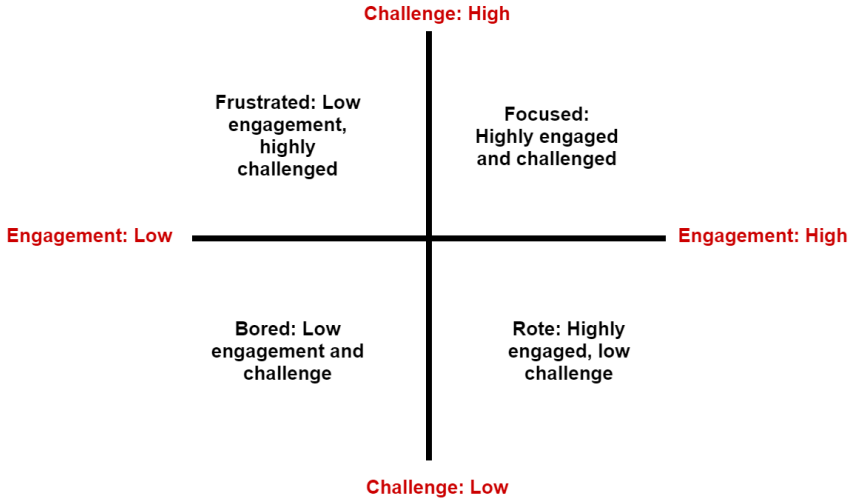 Challenge: High
Frustrated: Low
engagement,
highly
challenged
Focused:
Highly engaged
and challenged
Engagement: Low
Engagement: High
Bored: Low
engagement and
challenge
Rote: Highly
engaged, low
challenge
Challenge: Low